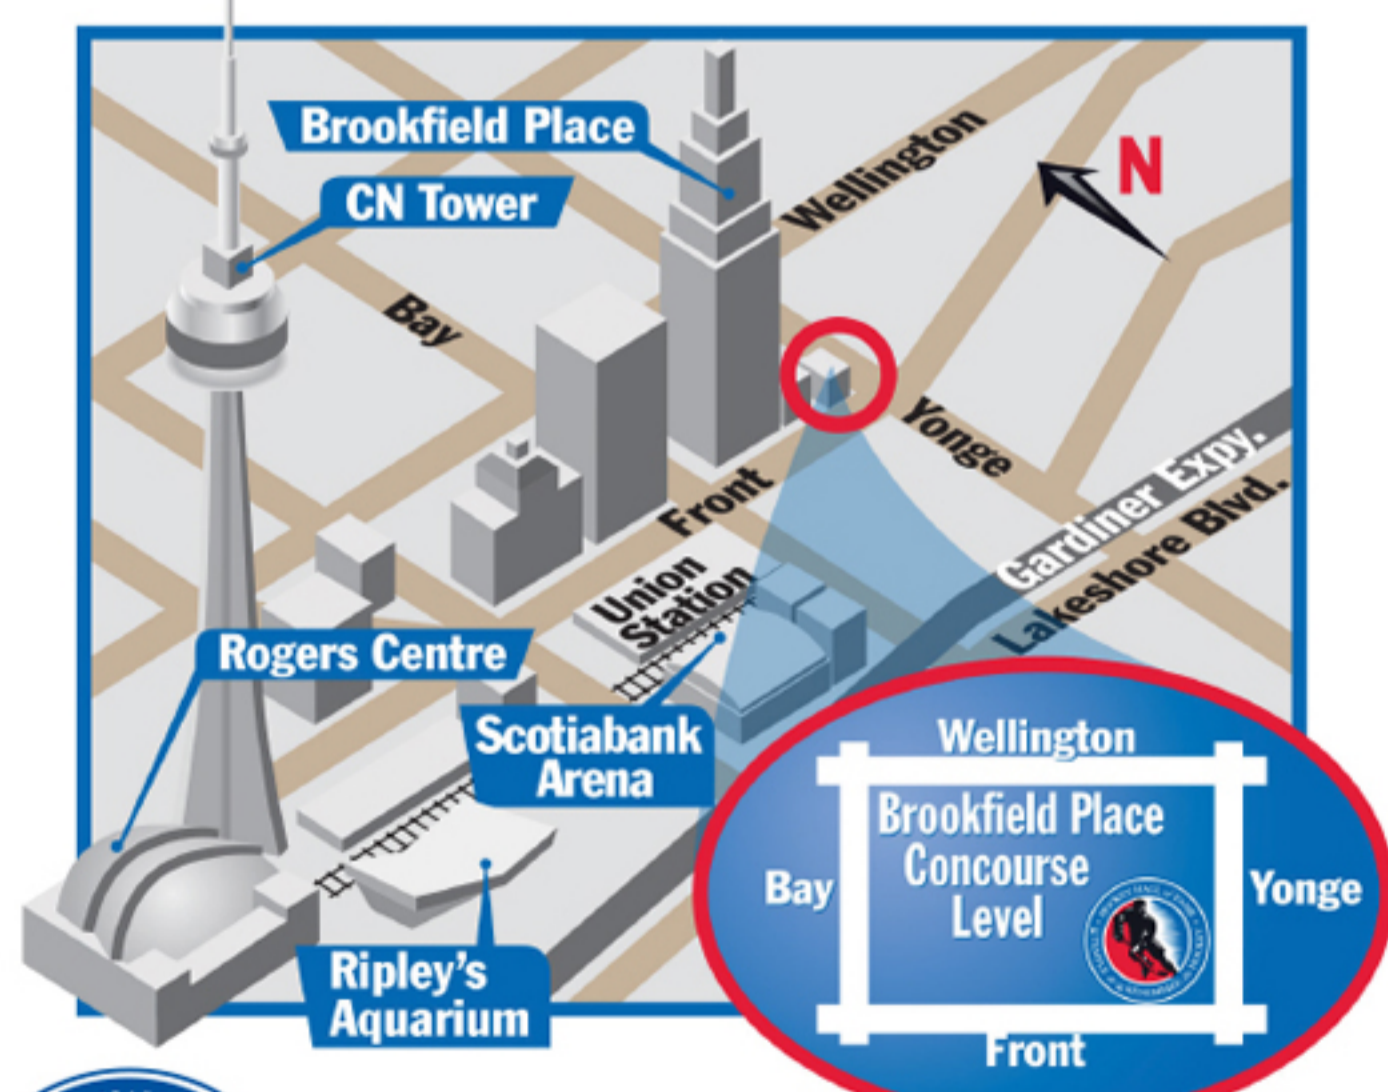 Brookfield Place
CN Tower
Wellington
N
Bay
Yonge
Front
Gardiner Expy.
Lakeshore Blvd.
Union
Station
Rogers Centre
Scotiabank
Arena
Ripley's
Aquarium
Wellington
Brookfield Place
Concourse
Level
Bay
Yonge
Front